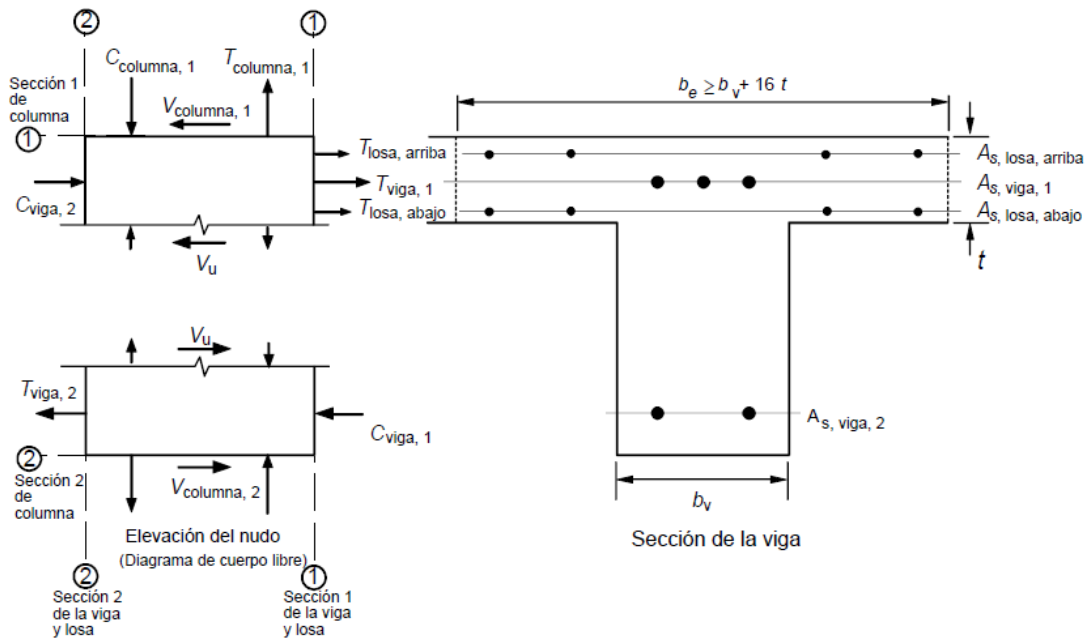 2
1
C columna, 1
T columna, 1
Sección 1
de
columna
V columna, 1
1
T losa, arriba
T viga, 1
T losa, abajo
C viga, 2
V u
b e ≥ b v + 16 t
A s, losa, arriba
A s, viga, 1
A s, losa, abajo
t
V u
T viga, 2
C viga, 1
A s, viga, 2
2
Sección 2
de
columna
V columna, 2
b v
Elevación del nudo
(Diagrama de cuerpo libre)
Sección de la viga
2
1
Sección 2
de la viga
y losa
Sección 1
de la viga
y losa